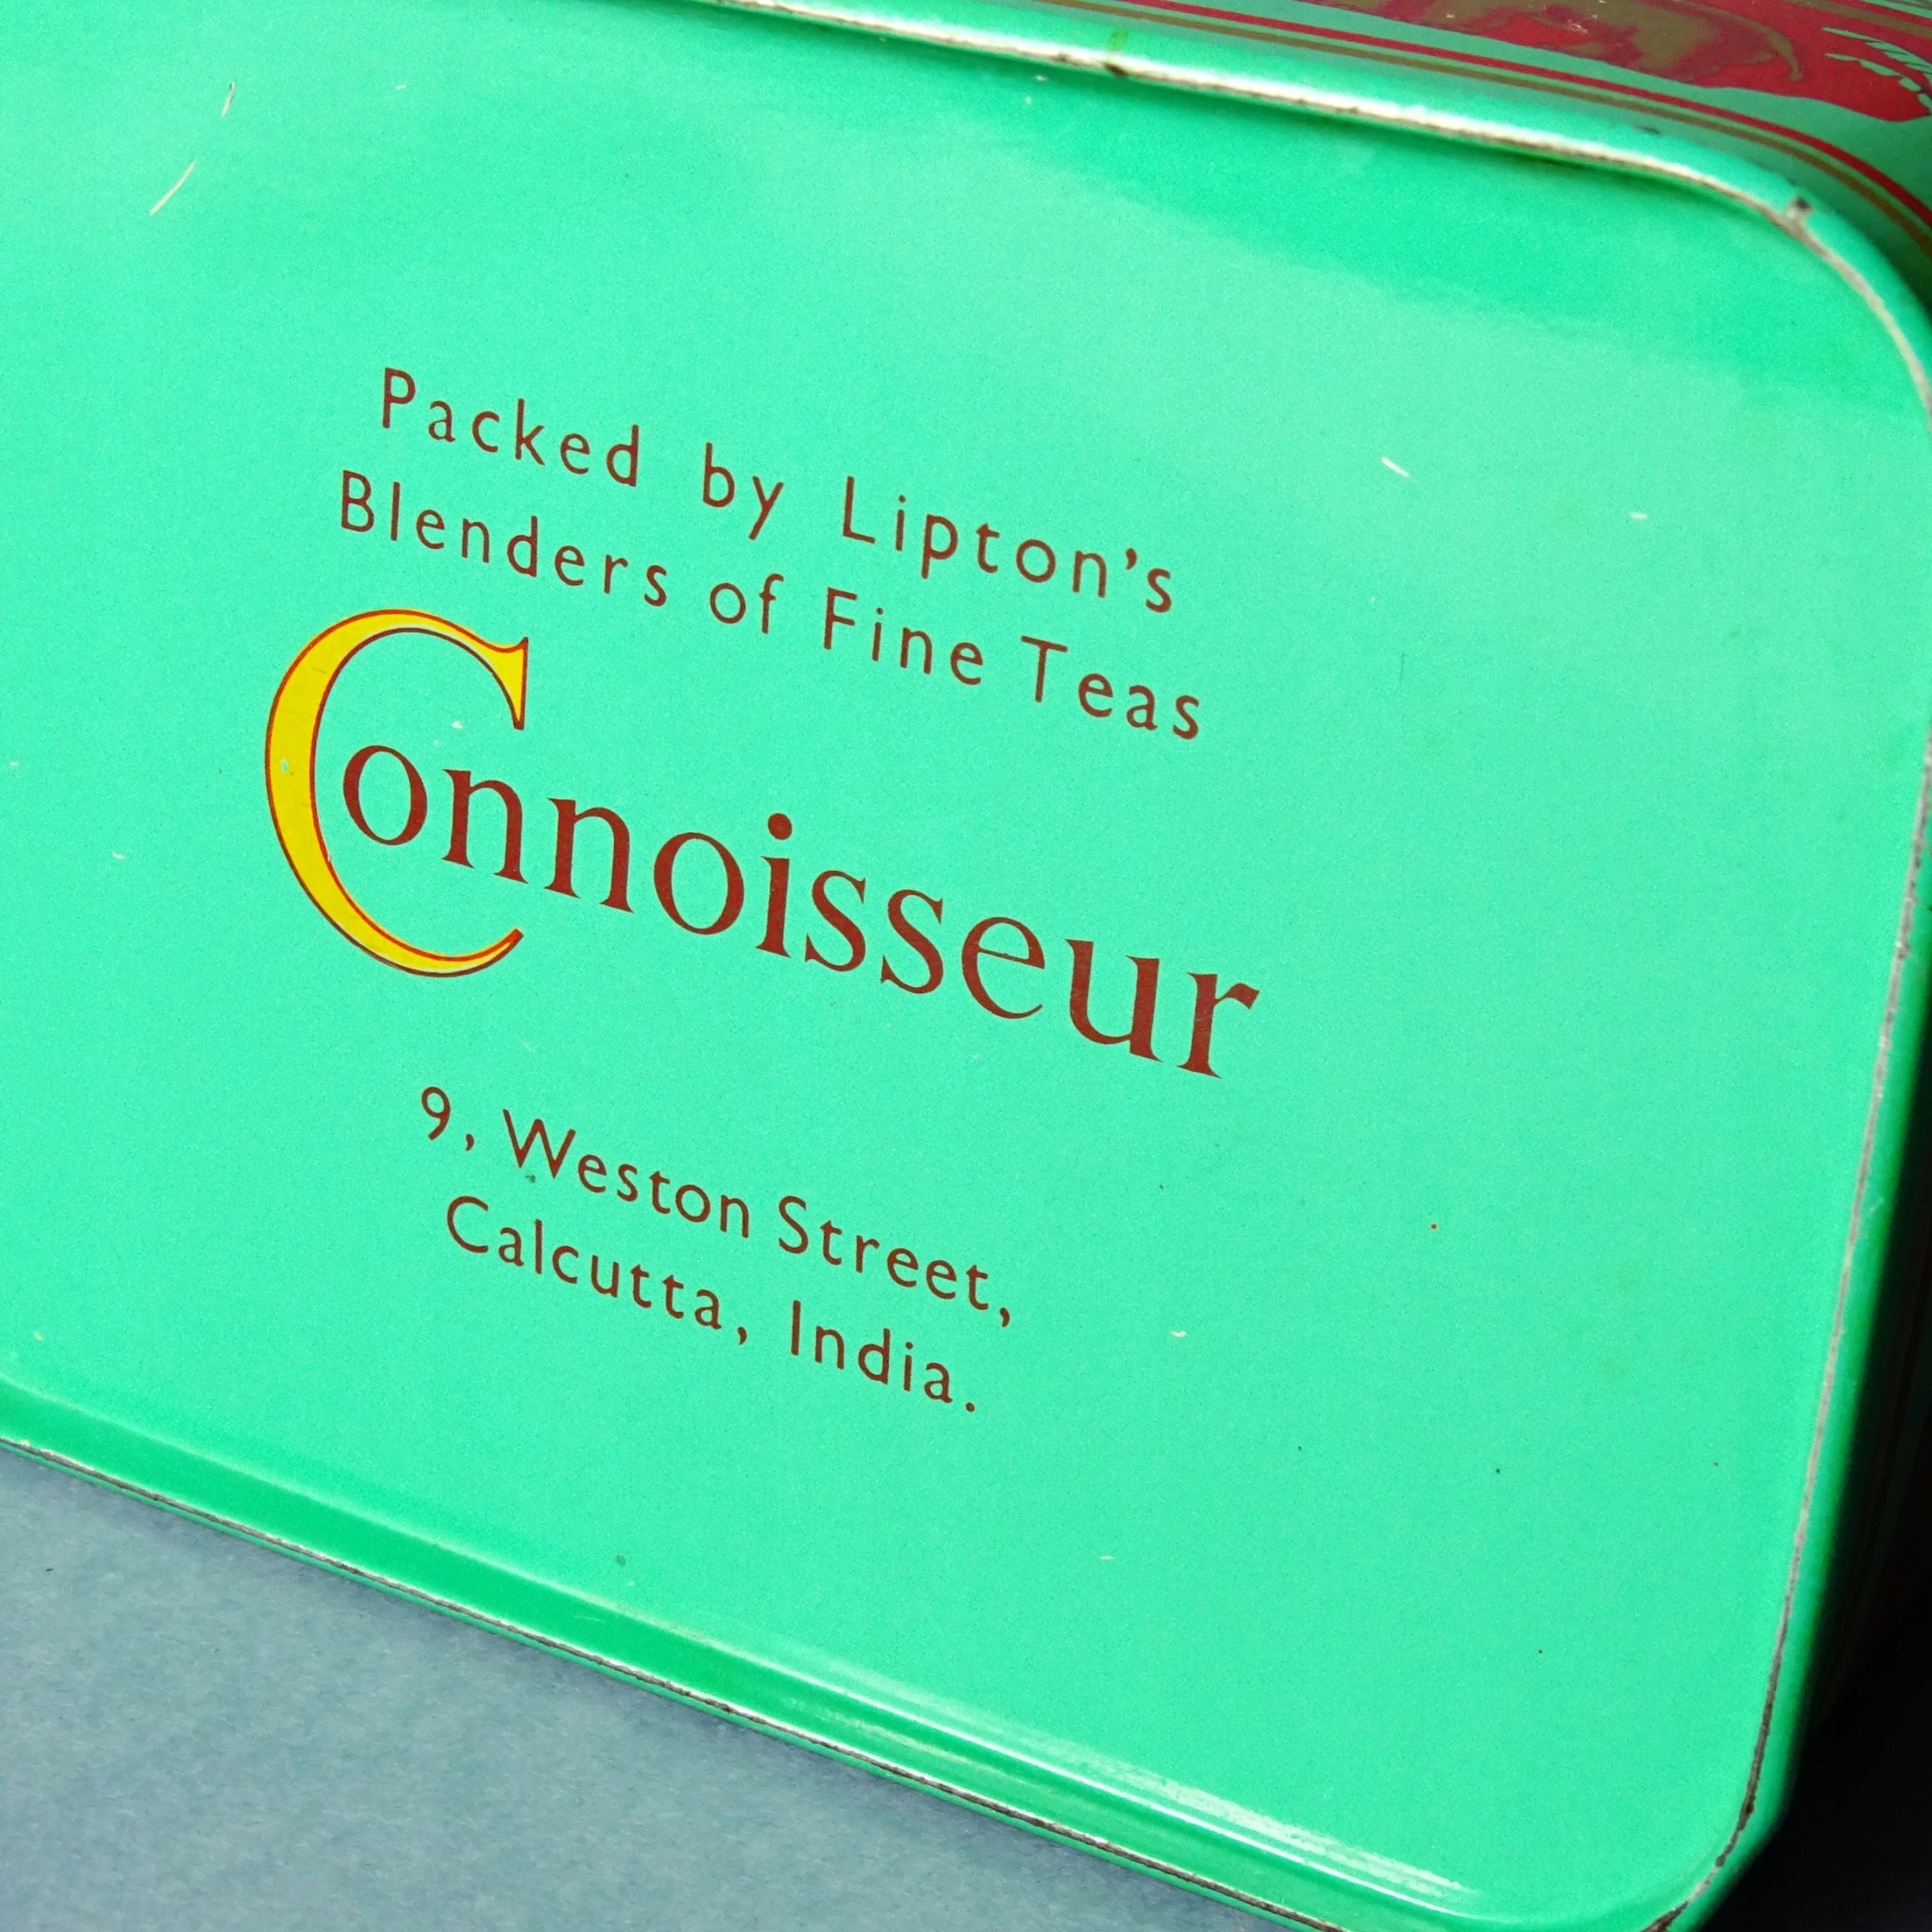 Packed by Lipton's
Blenders of Fine Teas
Connoisseur
9, Weston Street,
Calcutta, India.